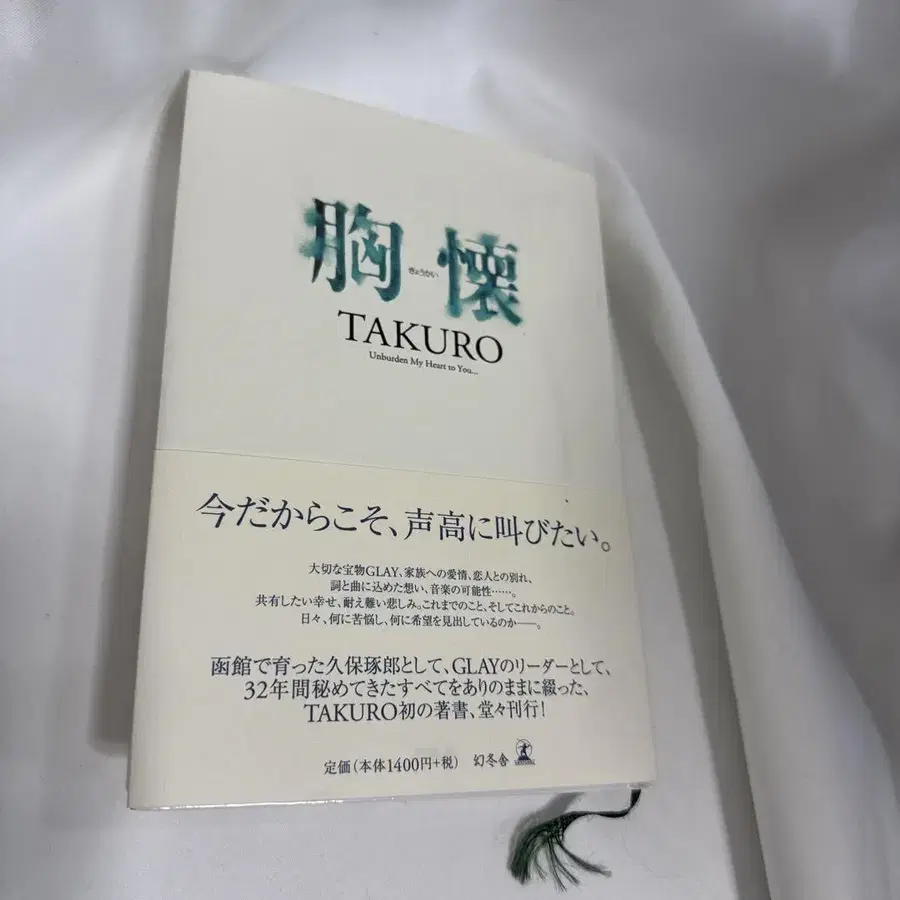 胸懐
きょうかい
TAKURO
Unburden My Heart to You...
今だからこそ、声高に叫びたい。
大切な宝物GLAY、家族への愛情、恋人との別れ、
詞と曲に込めた想い、音楽の可能性……。
共有したい幸せ、耐え難い悲しみ。これまでのこと、そしてこれからのこと。
日々、何に苦悩し、何に希望を見出しているのか——。
函館で育った久保琢郎として、GLAYのリーダーとして、
32年間秘めてきたすべてをありのままに綴った、
TAKURO初の著書、堂々刊行!
定価(本体1400円+税) 幻冬舎